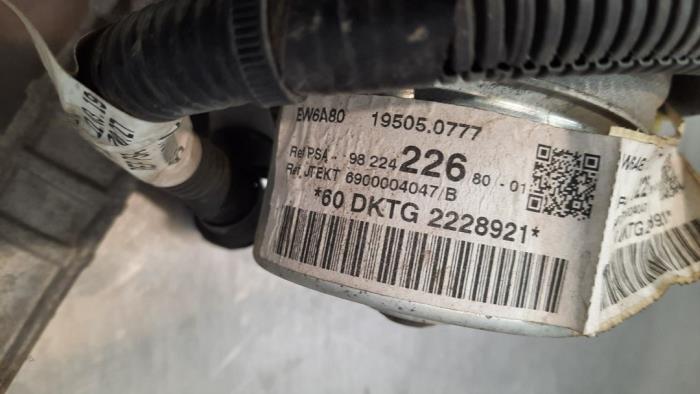 EW6A80 19505.0777
Ref PSA - 98 224 226 80 - 01
Ref. JTEKT 6900004047/B
*60 DKTG 2228921*